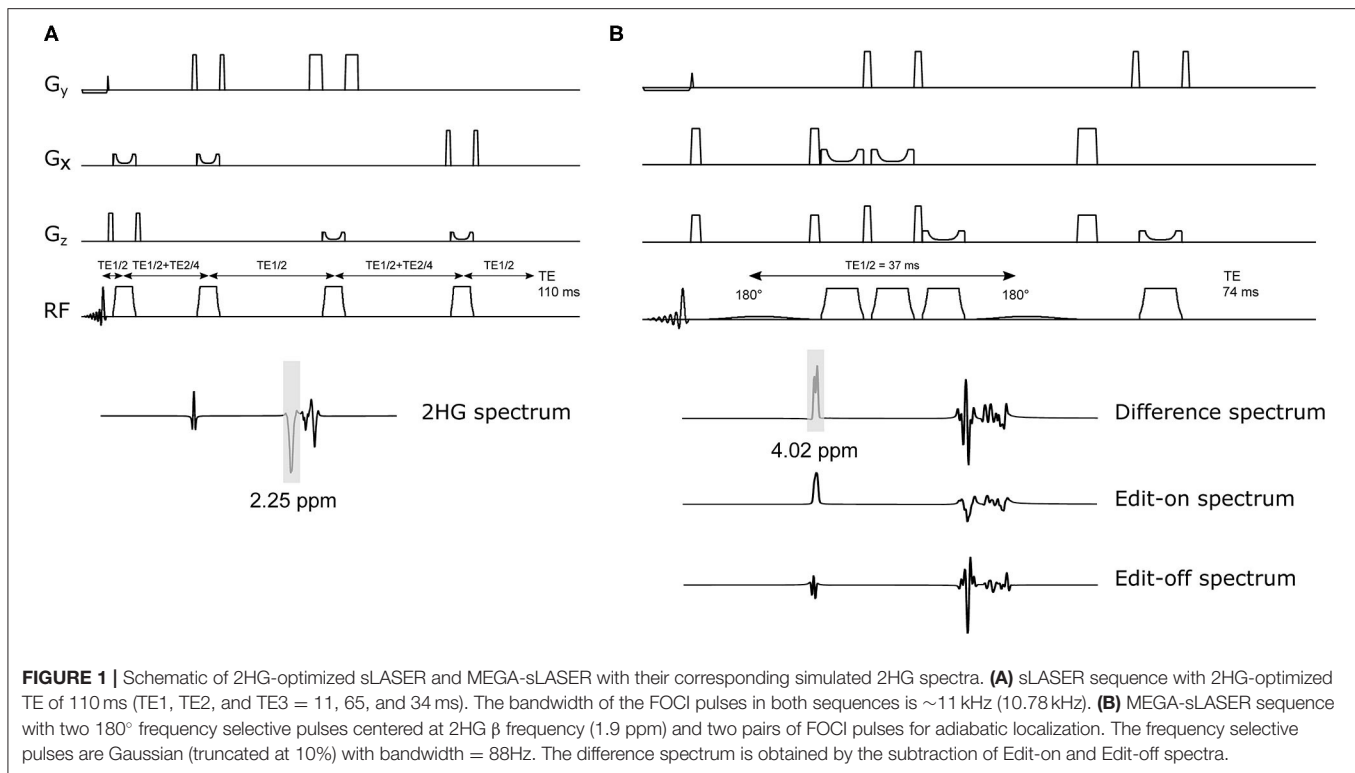 A
B
Gy
Gx
Gz
TE1/2 TE1/2+TE2/4 TE1/2 TE1/2+TE2/4 TE1/2 TE
110 ms
RF
2HG spectrum
2.25 ppm
TE1/2 = 37 ms
180° 180° TE
74 ms
Difference spectrum
4.02 ppm
Edit-on spectrum
Edit-off spectrum
FIGURE 1 | Schematic of 2HG-optimized sLASER and MEGA-sLASER with their corresponding simulated 2HG spectra. (A) sLASER sequence with 2HG-optimized
TE of 110 ms (TE1, TE2, and TE3 = 11, 65, and 34 ms). The bandwidth of the FOCI pulses in both sequences is ~11 kHz (10.78 kHz). (B) MEGA-sLASER sequence
with two 180° frequency selective pulses centered at 2HG β frequency (1.9 ppm) and two pairs of FOCI pulses for adiabatic localization. The frequency selective
pulses are Gaussian (truncated at 10%) with bandwidth = 88Hz. The difference spectrum is obtained by the subtraction of Edit-on and Edit-off spectra.